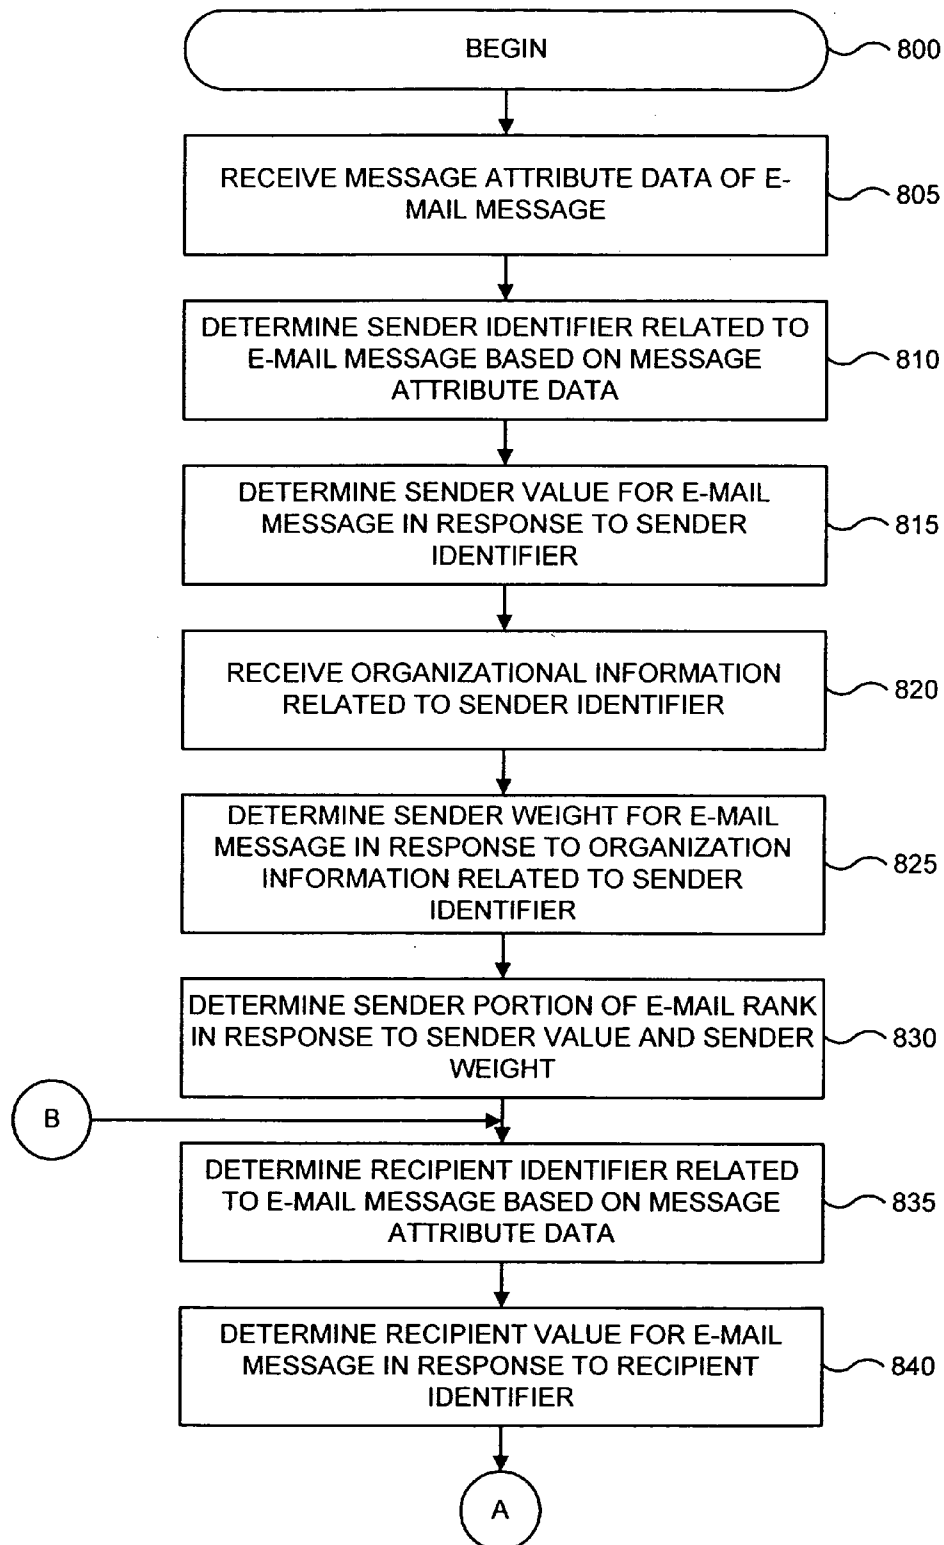 BEGIN
800
RECEIVE MESSAGE ATTRIBUTE DATA OF E-
MAIL MESSAGE
805
DETERMINE SENDER IDENTIFIER RELATED TO
E-MAIL MESSAGE BASED ON MESSAGE
ATTRIBUTE DATA
810
DETERMINE SENDER VALUE FOR E-MAIL
MESSAGE IN RESPONSE TO SENDER
IDENTIFIER
815
RECEIVE ORGANIZATIONAL INFORMATION
RELATED TO SENDER IDENTIFIER
820
DETERMINE SENDER WEIGHT FOR E-MAIL
MESSAGE IN RESPONSE TO ORGANIZATION
INFORMATION RELATED TO SENDER
IDENTIFIER
825
DETERMINE SENDER PORTION OF E-MAIL RANK
IN RESPONSE TO SENDER VALUE AND SENDER
WEIGHT
830
B
DETERMINE RECIPIENT IDENTIFIER RELATED
TO E-MAIL MESSAGE BASED ON MESSAGE
ATTRIBUTE DATA
835
DETERMINE RECIPIENT VALUE FOR E-MAIL
MESSAGE IN RESPONSE TO RECIPIENT
IDENTIFIER
840
A